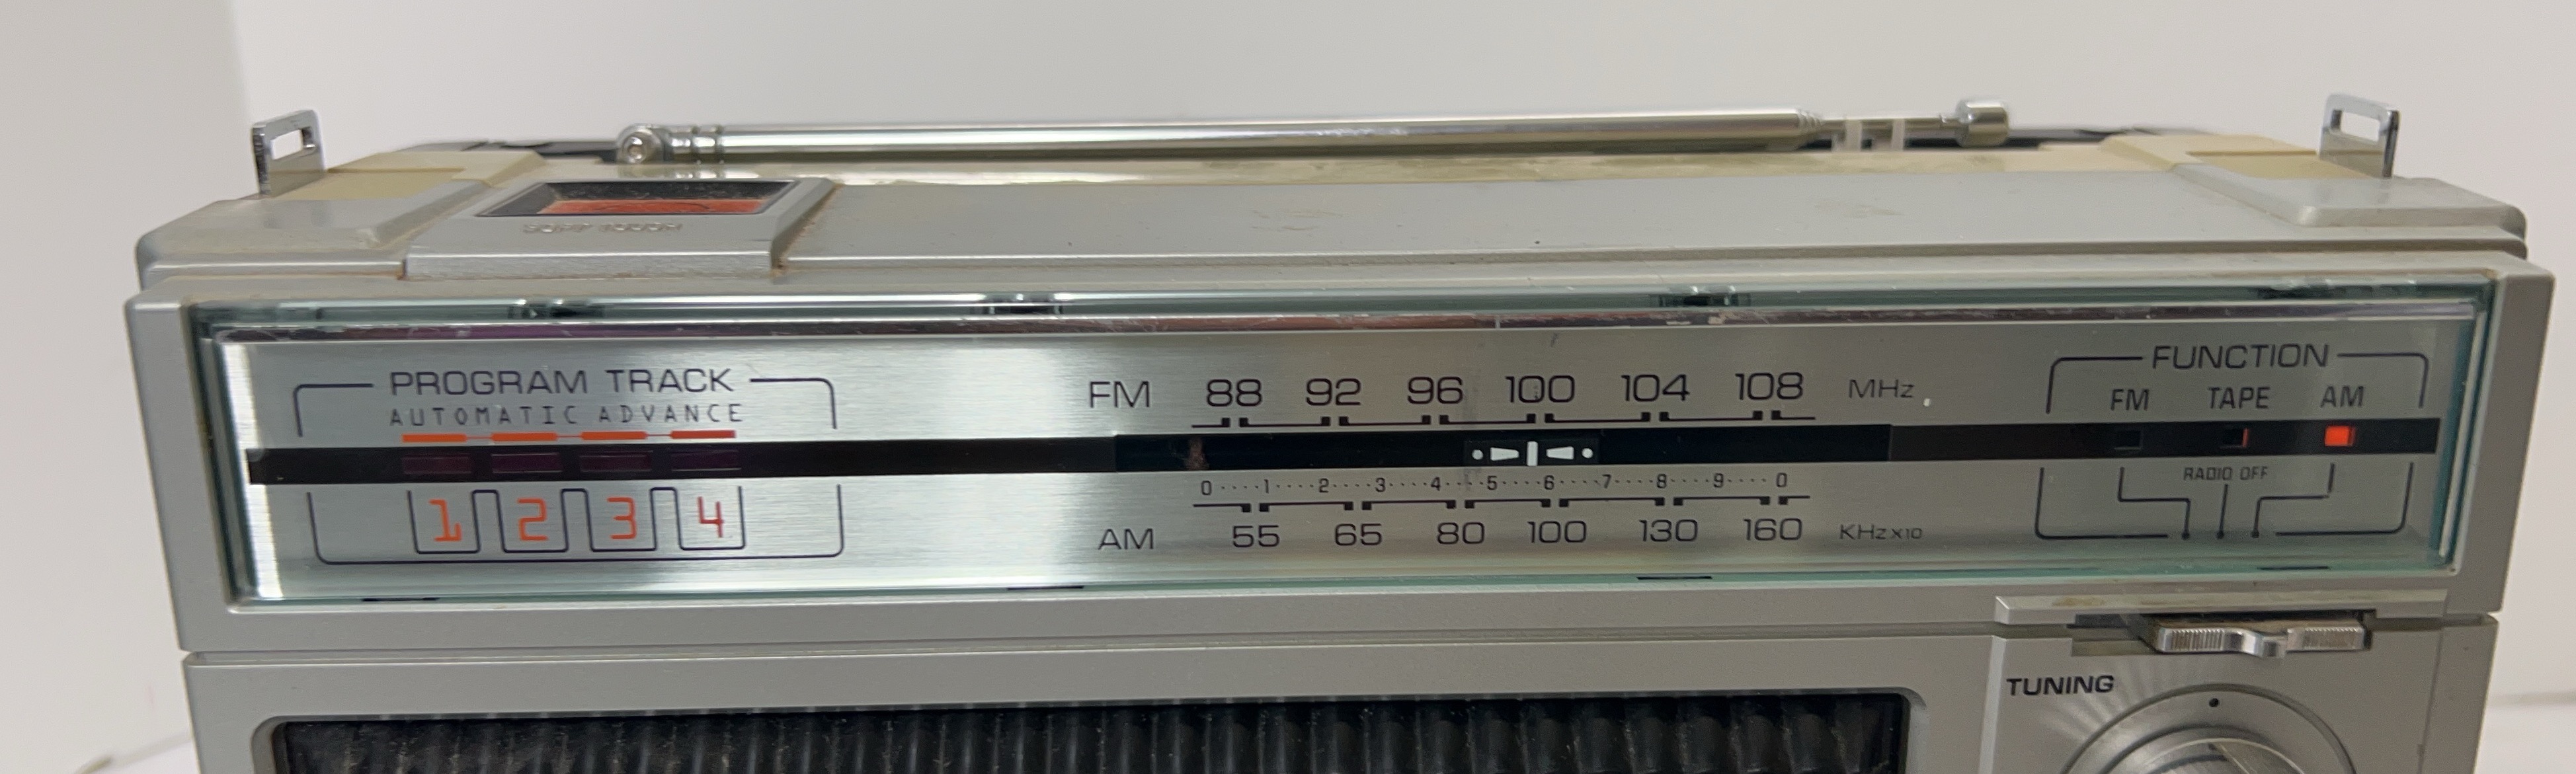 SOFT TOUCH
PROGRAM TRACK
AUTOMATIC ADVANCE
1 2 3 4
FM 88 92 96 100 104 108 MHz
0 1 2 3 4 5 6 7 8 9 0
AM 55 65 80 100 130 160 KHz x10
FUNCTION
FM TAPE AM
RADIO OFF
TUNING